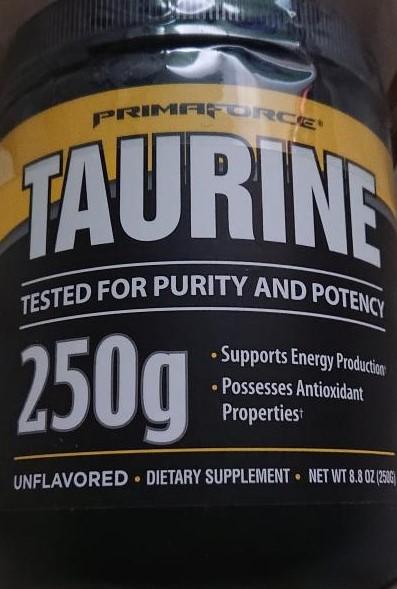 PRIMAFORCE®
TAURINE
TESTED FOR PURITY AND POTENCY
250g
• Supports Energy Production†
• Possesses Antioxidant
Properties†
UNFLAVORED • DIETARY SUPPLEMENT • NET WT 8.8 OZ (250G)